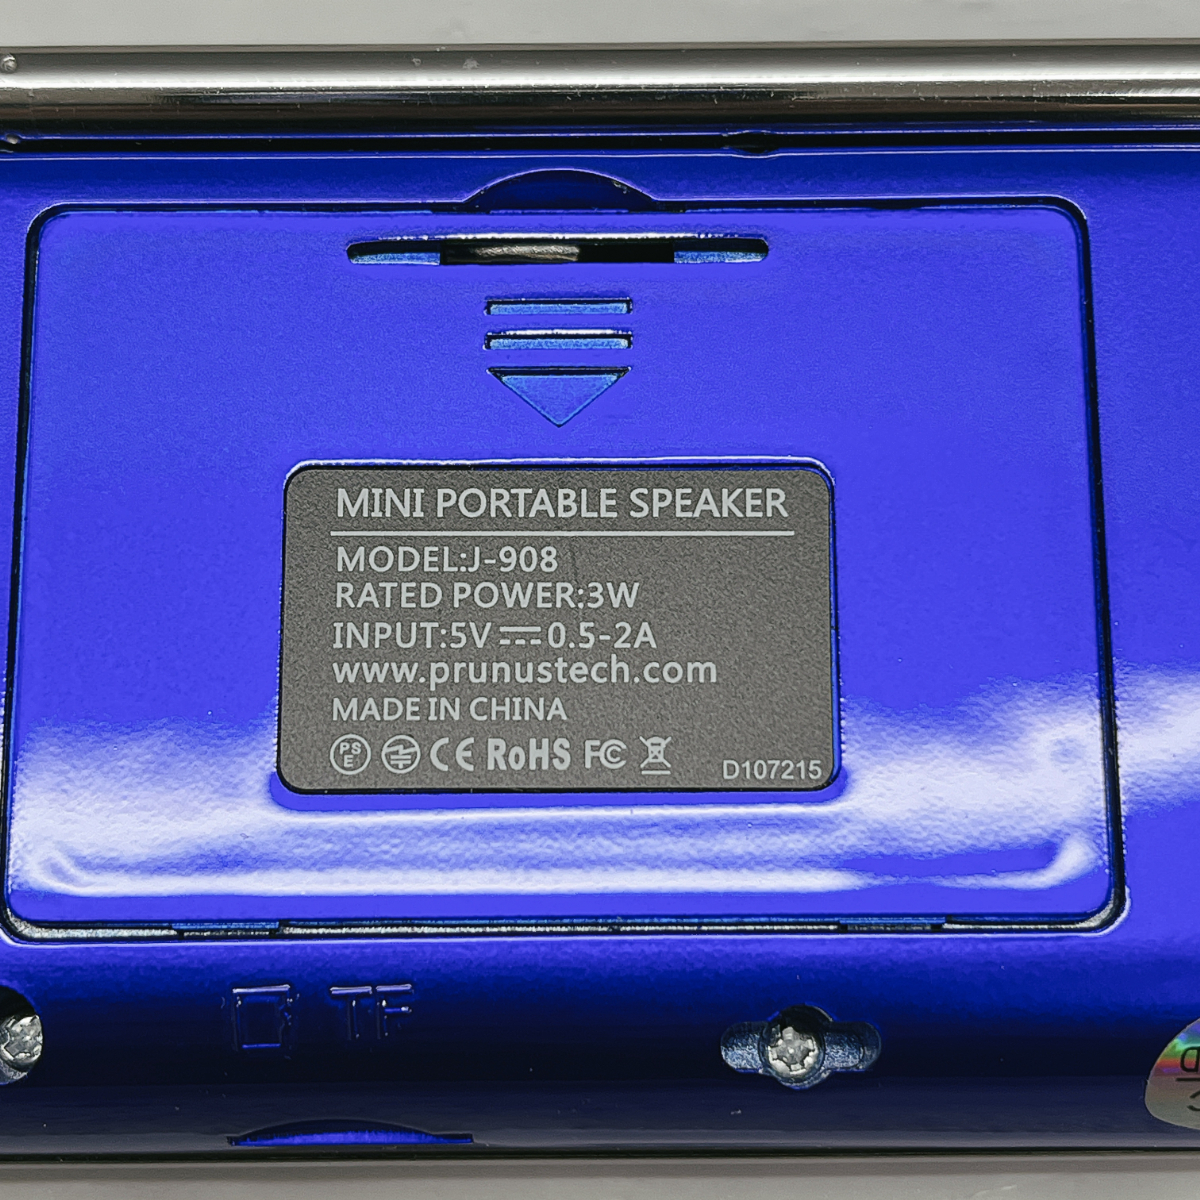 MINI PORTABLE SPEAKER
MODEL:J-908
RATED POWER:3W
INPUT:5V⎓0.5-2A
www.prunustech.com
MADE IN CHINA
PSE CE RoHS FC
D107215
TF